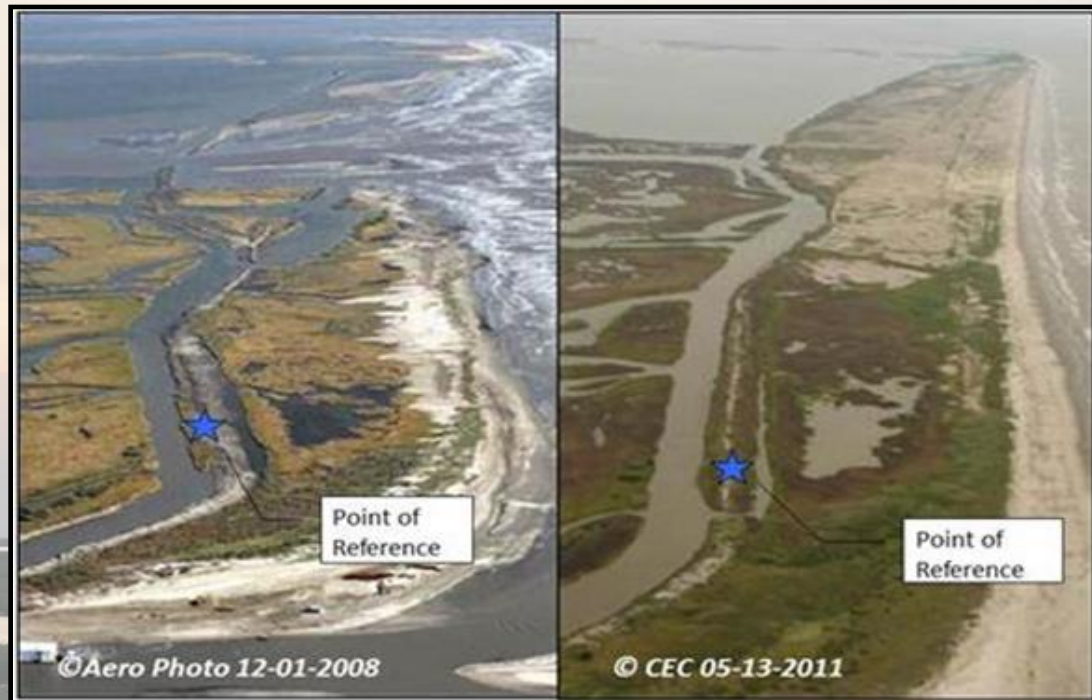 Point of
Reference
©Aero Photo 12-01-2008
Point of
Reference
© CEC 05-13-2011